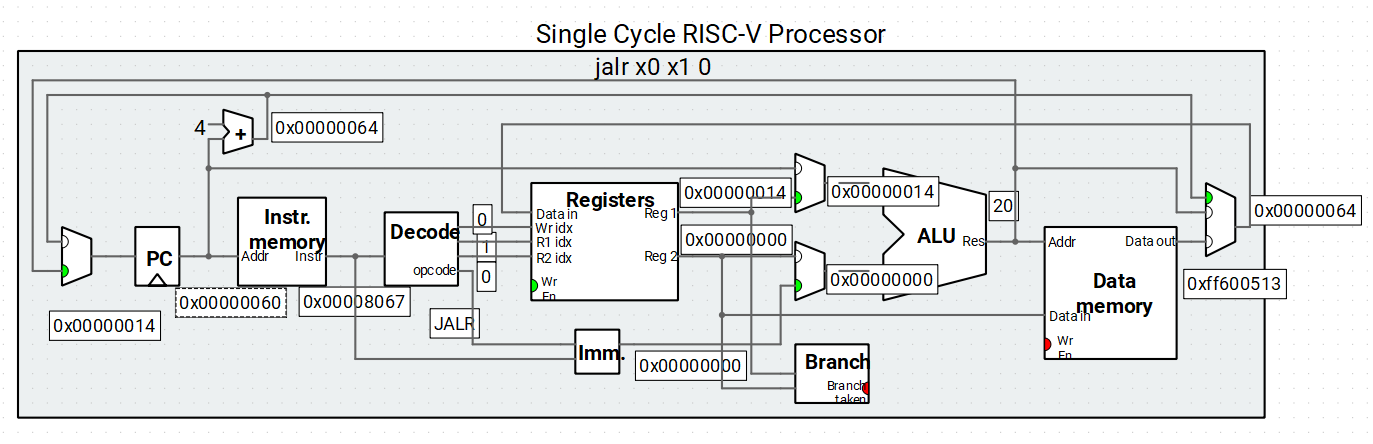 Single Cycle RISC-V Processor
jalr x0 x1 0
4
+
0x00000064
PC
0x00000060
0x00000014
Instr.
memory
Addr
Instr
0x00008067
Decode
opcode
0
1
0
JALR
Registers
Data in
Wr idx
R1 idx
R2 idx
Wr
En
Reg 1
Reg 2
Imm.
0x00000000
0x00000014
0x00000000
0x00000014
0x00000000
ALU
Res
20
Branch
Branch
taken
Addr
Data out
Data
memory
Data in
Wr
En
0x00000064
0xff600513